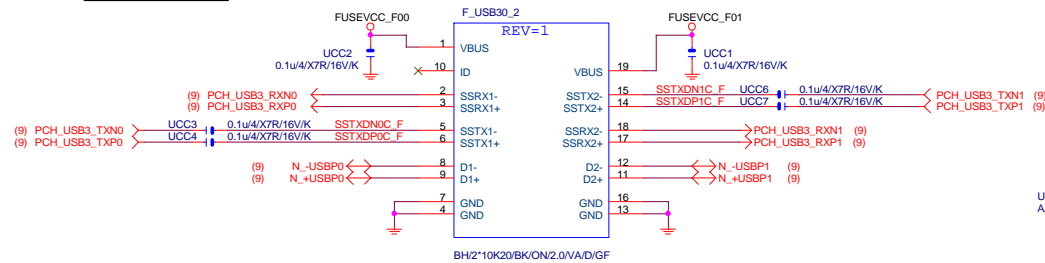 FUSEVCC_F00
F_USB30_2
FUSEVCC_F01
REV=1
1
VBUS
UCC2
0.1u/4/X7R/16V/K
10
ID
VBUS
19
UCC1
0.1u/4/X7R/16V/K
(9) PCH_USB3_RXN0
2
SSRX1-
SSTX2-
15
SSTXDN1C_F
UCC6
0.1u/4/X7R/16V/K
PCH_USB3_TXN1 (9)
(9) PCH_USB3_RXP0
3
SSRX1+
SSTX2+
14
SSTXDP1C_F
UCC7
0.1u/4/X7R/16V/K
PCH_USB3_TXP1 (9)
(9) PCH_USB3_TXN0
UCC3
0.1u/4/X7R/16V/K
SSTXDN0C_F
5
SSTX1-
SSRX2-
18
PCH_USB3_RXN1 (9)
(9) PCH_USB3_TXP0
UCC4
0.1u/4/X7R/16V/K
SSTXDP0C_F
6
SSTX1+
SSRX2+
17
PCH_USB3_RXP1 (9)
(9) N_-USBP0
8
D1-
D2-
12
N_-USBP1 (9)
(9) N_+USBP0
9
D1+
D2+
11
N_+USBP1 (9)
7
GND
GND
16
4
GND
GND
13
U
A
BH/2*10K20/BK/ON/2.0/VA/D/GF